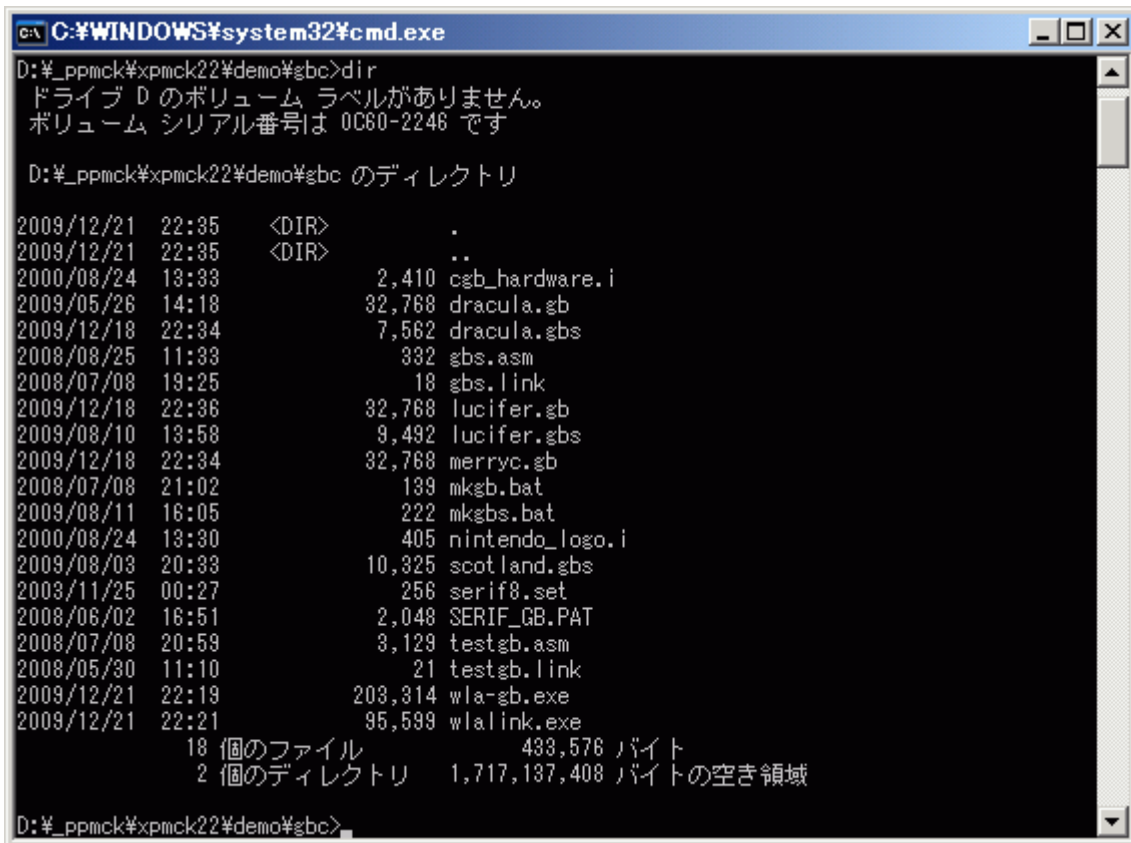 C:¥WINDOWS¥system32¥cmd.exe
D:¥_ppmck¥xpmck22¥demo¥gbc>dir
ドライブ D のボリューム ラベルがありません。
ボリューム シリアル番号は 0C60-2246 です
D:¥_ppmck¥xpmck22¥demo¥gbc のディレクトリ
2009/12/21 22:35 <DIR> .
2009/12/21 22:35 <DIR> ..
2000/08/24 13:33 2,410 cgb_hardware.i
2009/05/26 14:18 32,768 dracula.gb
2009/12/18 22:34 7,562 dracula.gbs
2008/08/25 11:33 332 gbs.asm
2008/07/08 19:25 18 gbs.link
2009/12/18 22:36 32,768 lucifer.gb
2009/08/10 13:58 9,492 lucifer.gbs
2009/12/18 22:34 32,768 merryc.gb
2008/07/08 21:02 139 mkgb.bat
2009/08/11 16:05 222 mkgbs.bat
2000/08/24 13:30 405 nintendo_logo.i
2009/08/03 20:33 10,325 scotland.gbs
2003/11/25 00:27 256 serif8.set
2008/06/02 16:51 2,048 SERIF_GB.PAT
2008/07/08 20:59 3,129 testgb.asm
2008/05/30 11:10 21 testgb.link
2009/12/21 22:19 203,314 wla-gb.exe
2009/12/21 22:21 95,599 wlalink.exe
18 個のファイル 433,576 バイト
2 個のディレクトリ 1,717,137,408 バイトの空き領域
D:¥_ppmck¥xpmck22¥demo¥gbc>